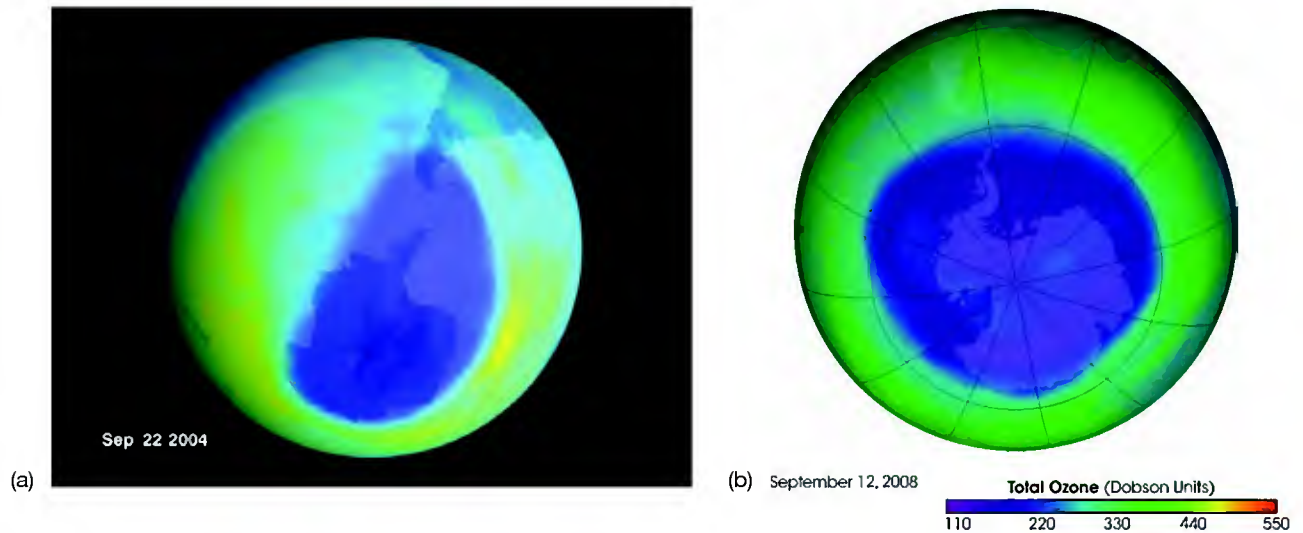 Sep 22 2004
(a)
(b) September 12, 2008
Total Ozone (Dobson Units)
110 220 330 440 550